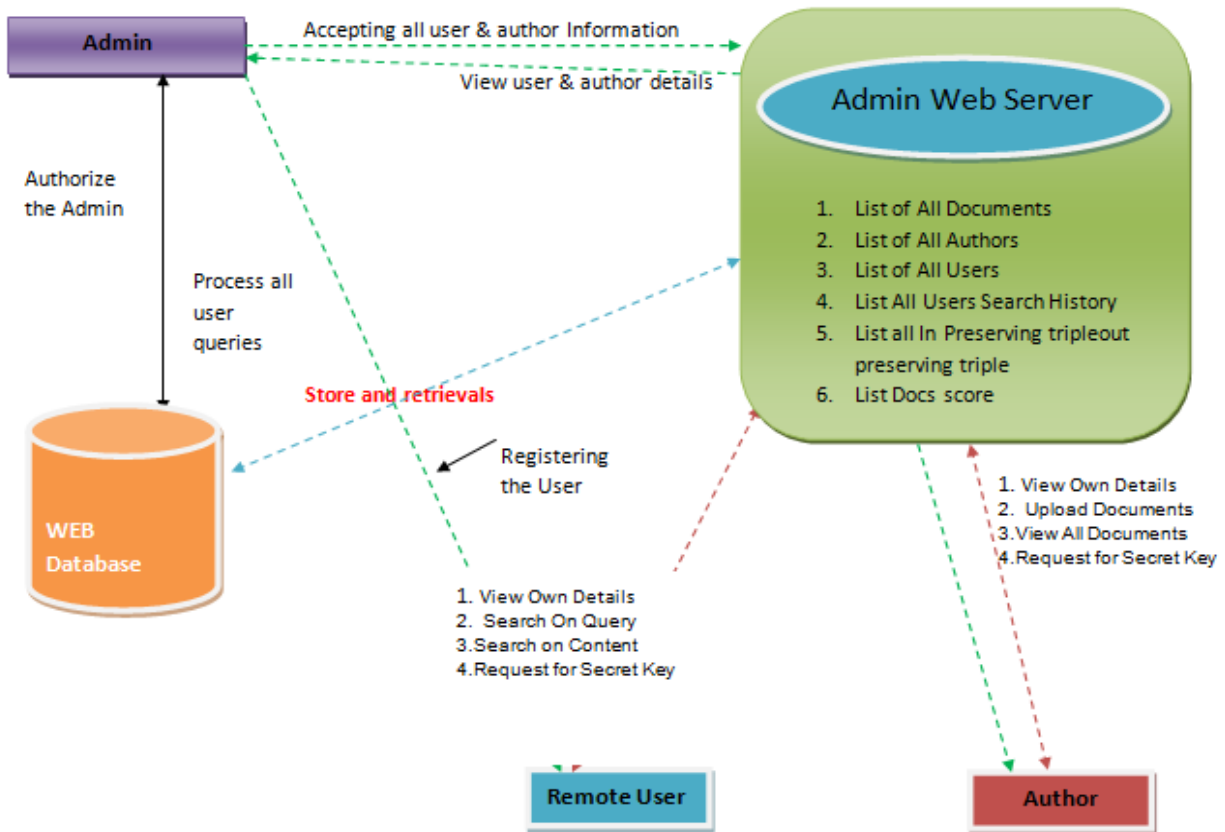 Admin
Accepting all user & author Information
View user & author details
Admin Web Server
1. List of All Documents
2. List of All Authors
3. List of All Users
4. List All Users Search History
5. List all In Preserving tripleout
preserving triple
6. List Docs score
Authorize
the Admin
Process all
user
queries
Store and retrievals
Registering
the User
WEB
Database
1. View Own Details
2. Search On Query
3.Search on Content
4.Request for Secret Key
1. View Own Details
2. Upload Documents
3.View All Documents
4.Request for Secret Key
Remote User
Author